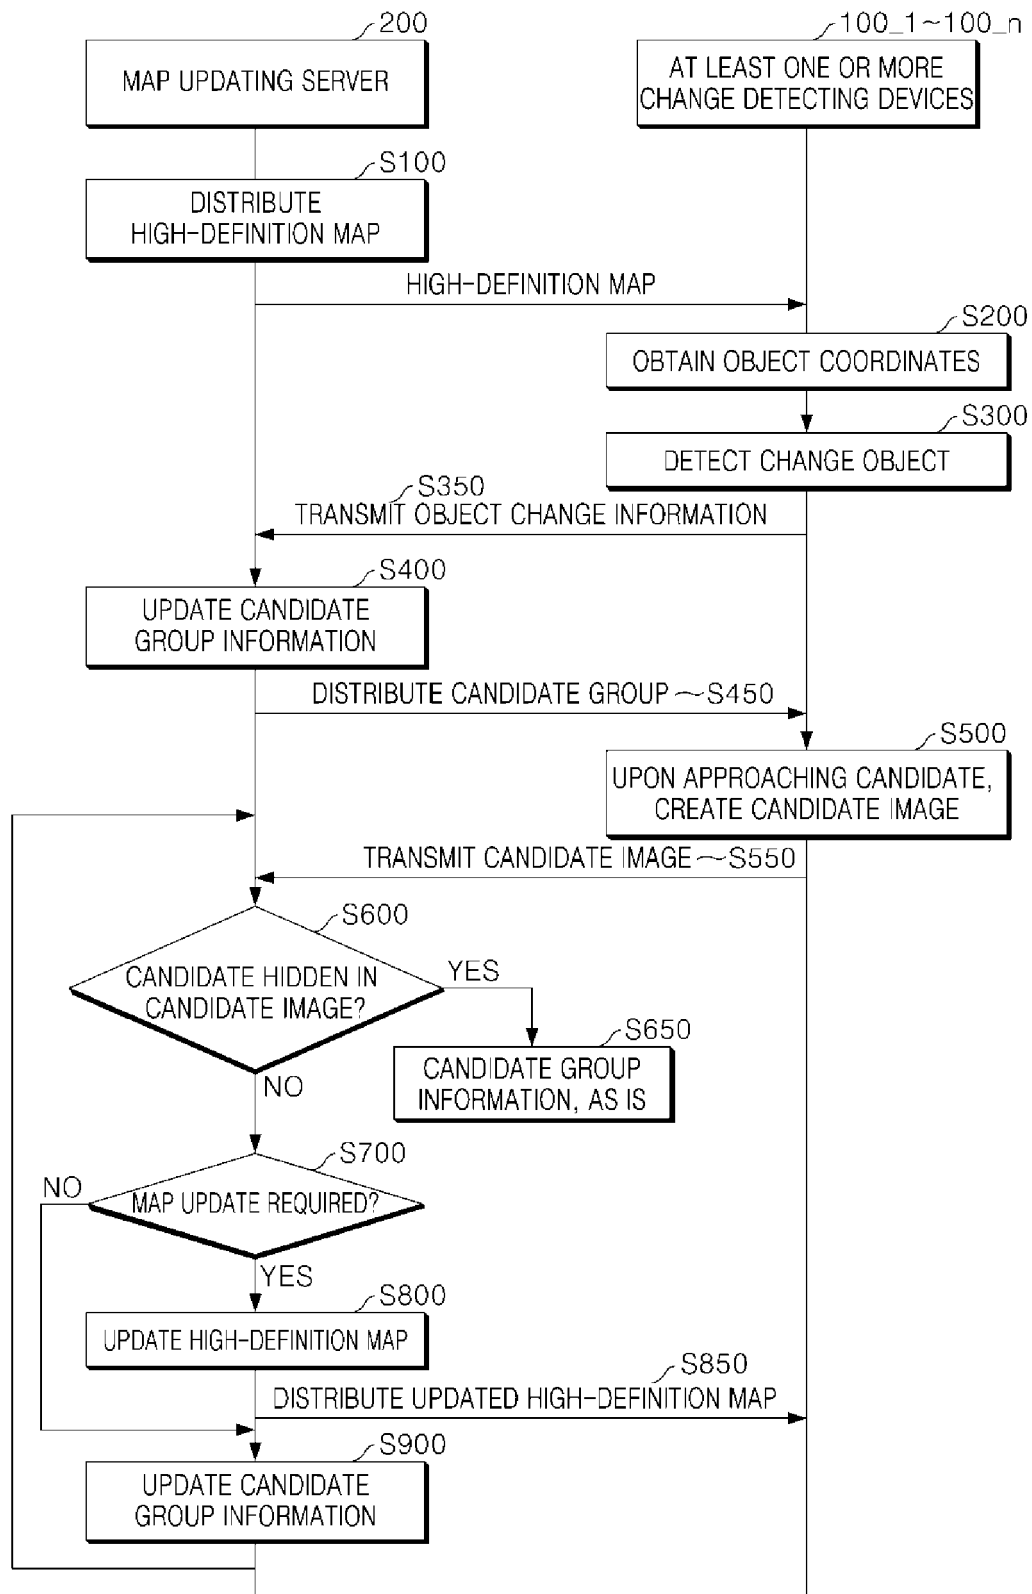 200
100_1~100_n
MAP UPDATING SERVER
AT LEAST ONE OR MORE
CHANGE DETECTING DEVICES
S100
DISTRIBUTE
HIGH-DEFINITION MAP
HIGH-DEFINITION MAP
S200
OBTAIN OBJECT COORDINATES
S300
DETECT CHANGE OBJECT
S350
TRANSMIT OBJECT CHANGE INFORMATION
S400
UPDATE CANDIDATE
GROUP INFORMATION
DISTRIBUTE CANDIDATE GROUP ~S450
S500
UPON APPROACHING CANDIDATE,
CREATE CANDIDATE IMAGE
TRANSMIT CANDIDATE IMAGE ~S550
S600
CANDIDATE HIDDEN IN
CANDIDATE IMAGE?
YES
S650
CANDIDATE GROUP
INFORMATION, AS IS
NO
S700
NO
MAP UPDATE REQUIRED?
YES
S800
UPDATE HIGH-DEFINITION MAP
S850
DISTRIBUTE UPDATED HIGH-DEFINITION MAP
S900
UPDATE CANDIDATE
GROUP INFORMATION